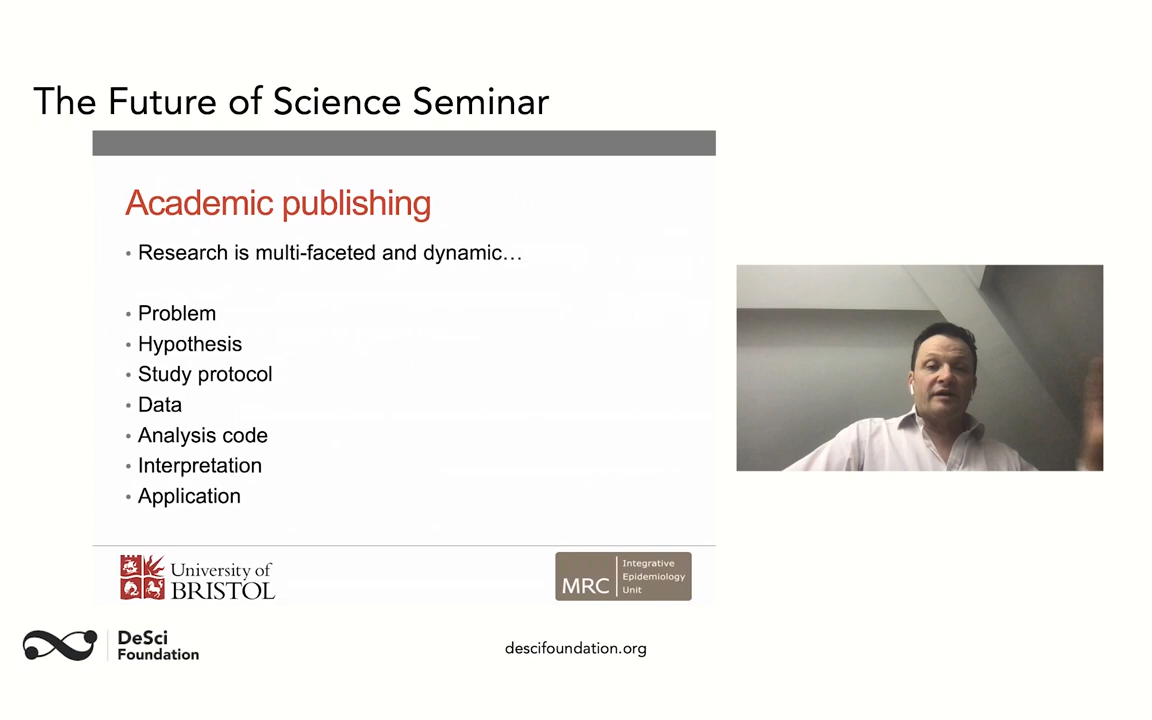 The Future of Science Seminar
Academic publishing
• Research is multi-faceted and dynamic…
• Problem
• Hypothesis
• Study protocol
• Data
• Analysis code
• Interpretation
• Application
University of
BRISTOL
MRC
Integrative
Epidemiology
Unit
DeSci
Foundation
descifoundation.org